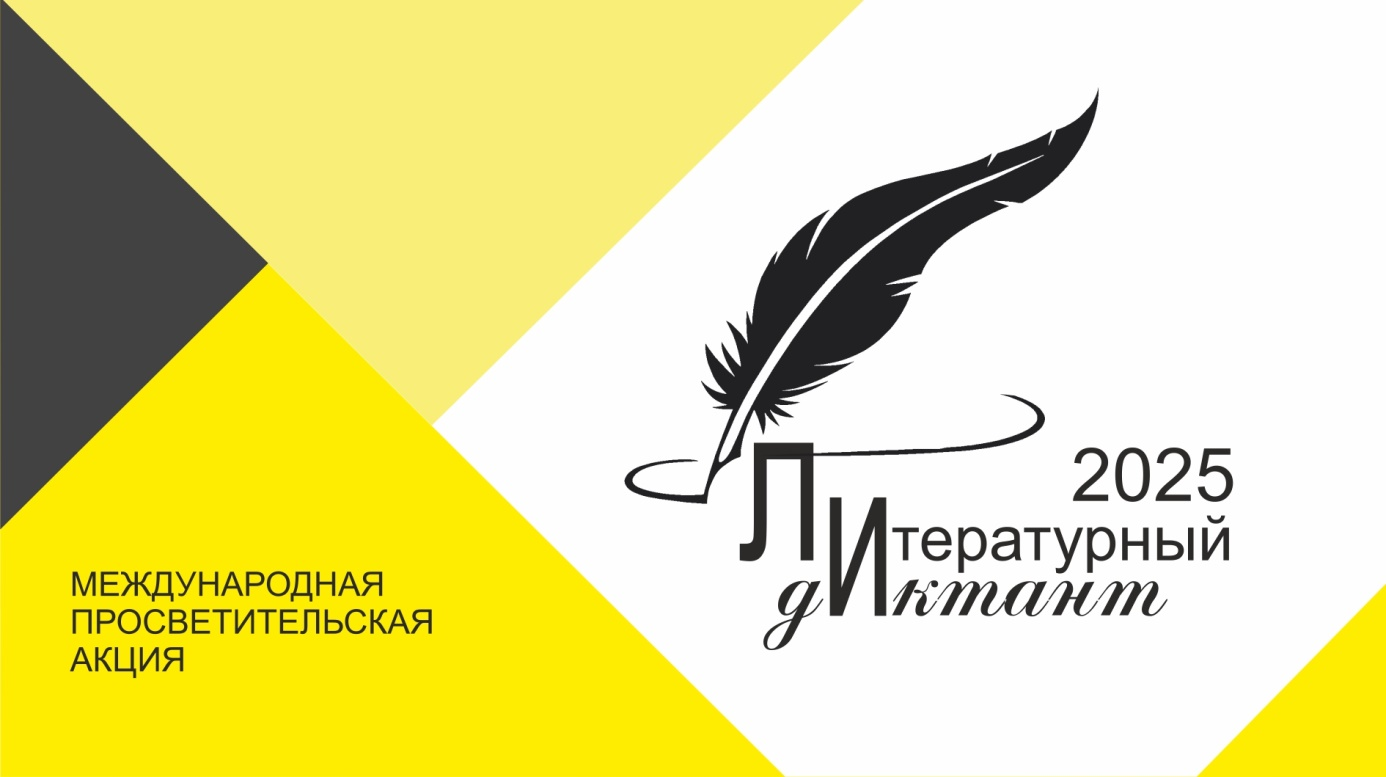 МЕЖДУНАРОДНАЯ
ПРОСВЕТИТЕЛЬСКАЯ
АКЦИЯ
2025
Литературный
диктант